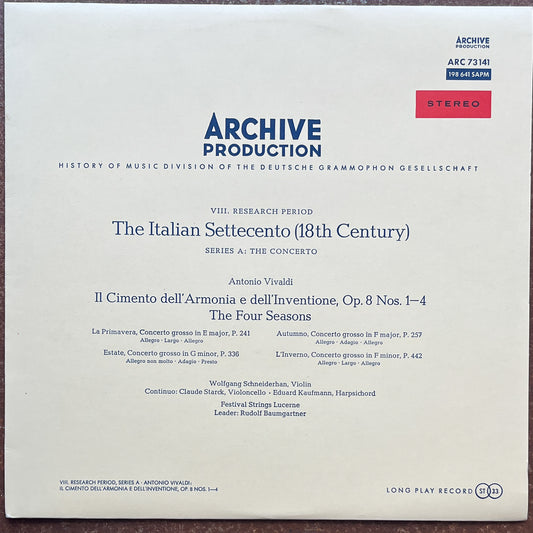 ARCHIVE
PRODUCTION
ARC 73141
198 641 SAPM
STEREO
ARCHIVE
PRODUCTION
HISTORY OF MUSIC DIVISION OF THE DEUTSCHE GRAMMOPHON GESELLSCHAFT
VIII. RESEARCH PERIOD
The Italian Settecento (18th Century)
SERIES A: THE CONCERTO
Antonio Vivaldi
Il Cimento dell'Armonia e dell'Inventione, Op. 8 Nos. 1—4
The Four Seasons
La Primavera, Concerto grosso in E major, P. 241
Allegro · Largo · Allegro
Estate, Concerto grosso in G minor, P. 336
Allegro non molto · Adagio · Presto
Autumno, Concerto grosso in F major, P. 257
Allegro · Adagio · Allegro
L'Inverno, Concerto grosso in F minor, P. 442
Allegro · Largo · Allegro
Wolfgang Schneiderhan, Violin
Continuo: Claude Starck, Violoncello · Eduard Kaufmann, Harpsichord
Festival Strings Lucerne
Leader: Rudolf Baumgartner
VIII. RESEARCH PERIOD, SERIES A · ANTONIO VIVALDI:
IL CIMENTO DELL'ARMONIA E DELL'INVENTIONE, OP. 8 NOS. 1—4
LONG PLAY RECORD ST 33